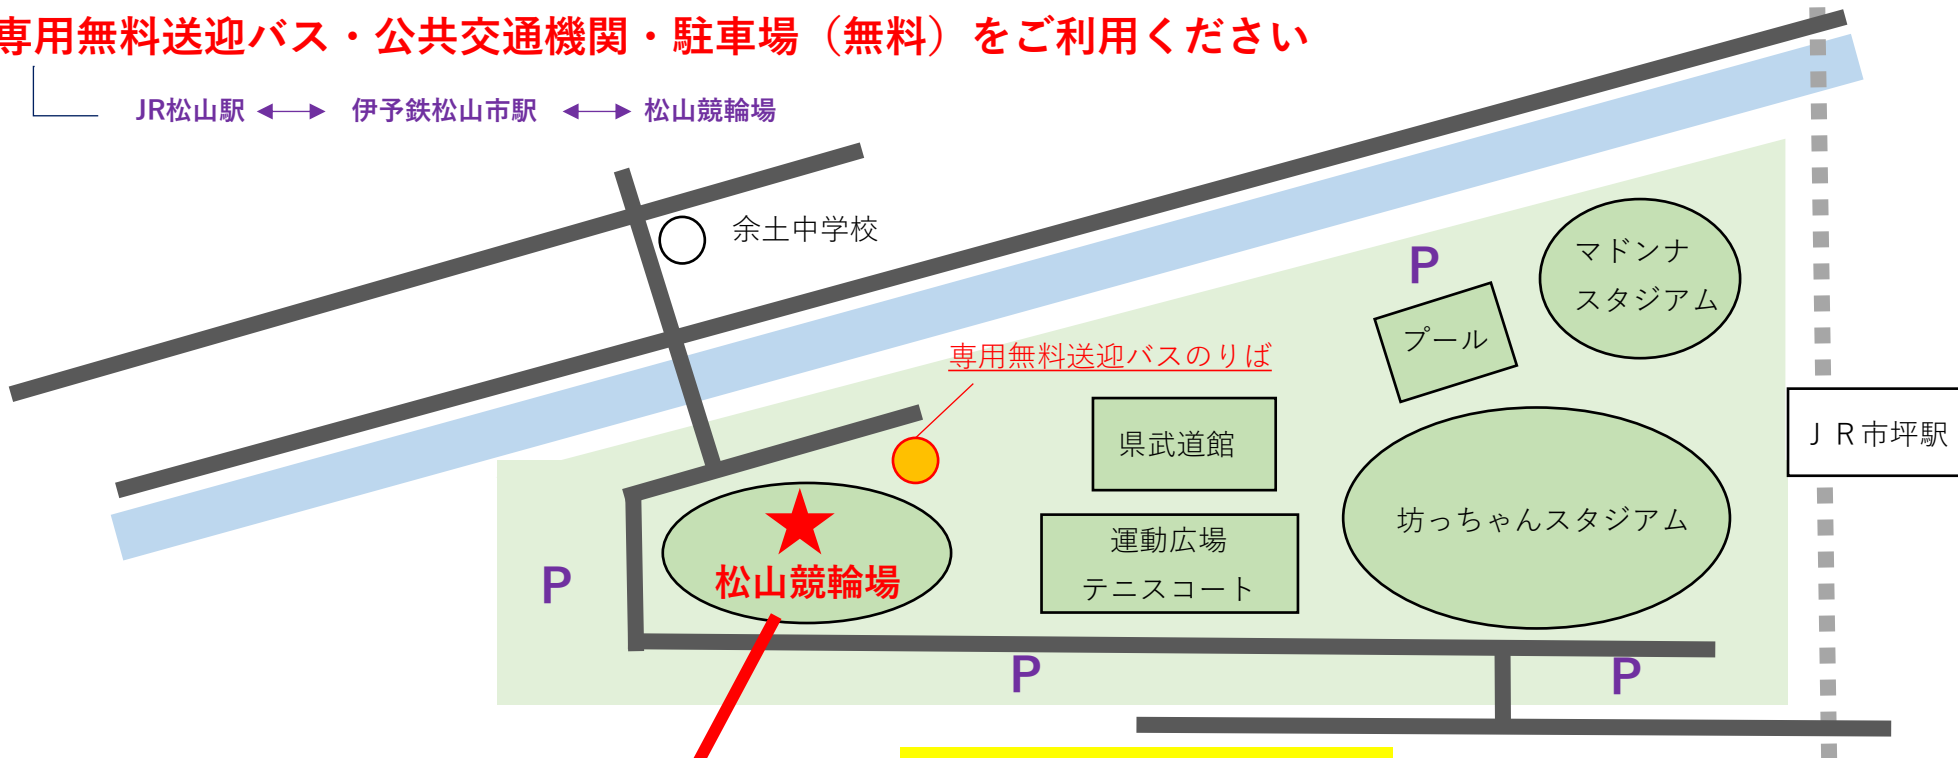 専用無料送迎バス・公共交通機関・駐車場（無料）をご利用ください
JR松山駅 伊予鉄松山市駅 松山競輪場
余土中学校
マドンナ
スタジアム
P
プール
専用無料送迎バスのりば
県武道館
ＪＲ市坪駅
坊っちゃんスタジアム
運動広場
テニスコート
松山競輪場
P
P
P